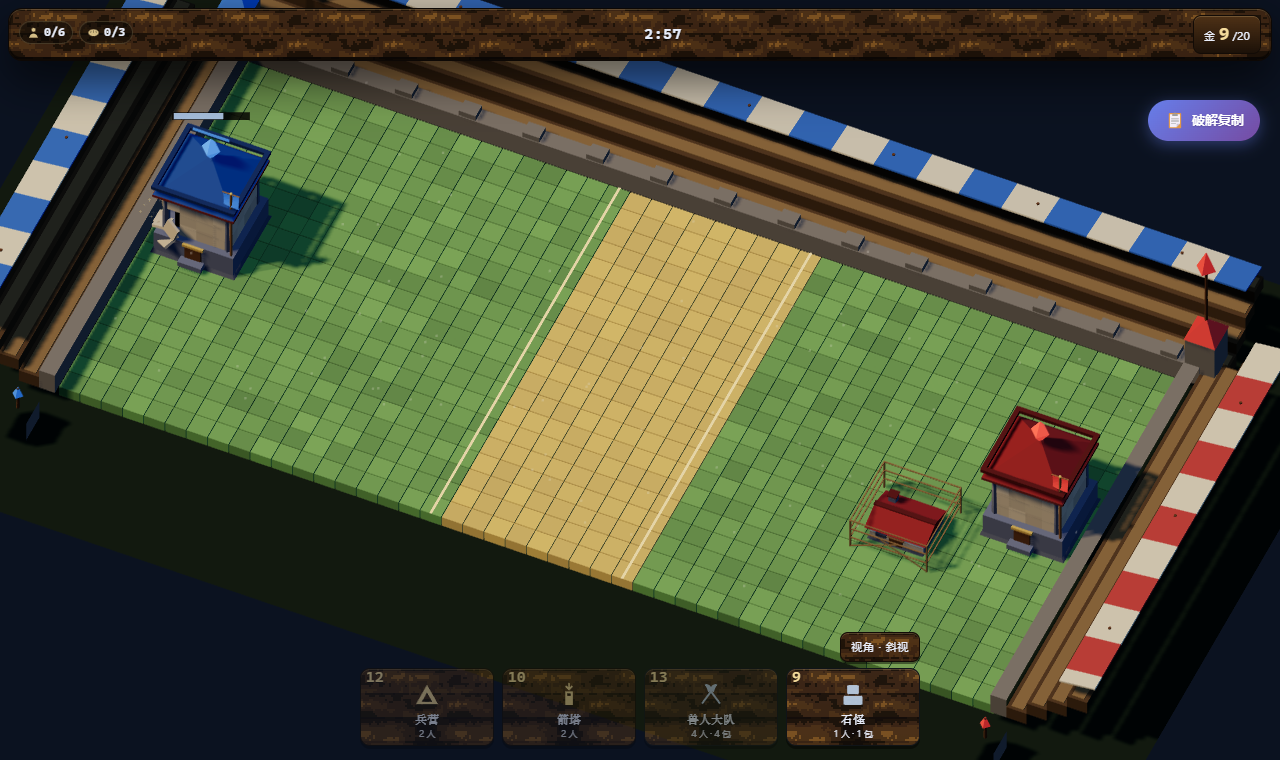 0/6
0/3
2:57
金 9 /20
破解复制
视角 · 斜视
12
兵营
2人
10
箭塔
2人
13
兽人大队
4人·4包
9
石怪
1人·1包